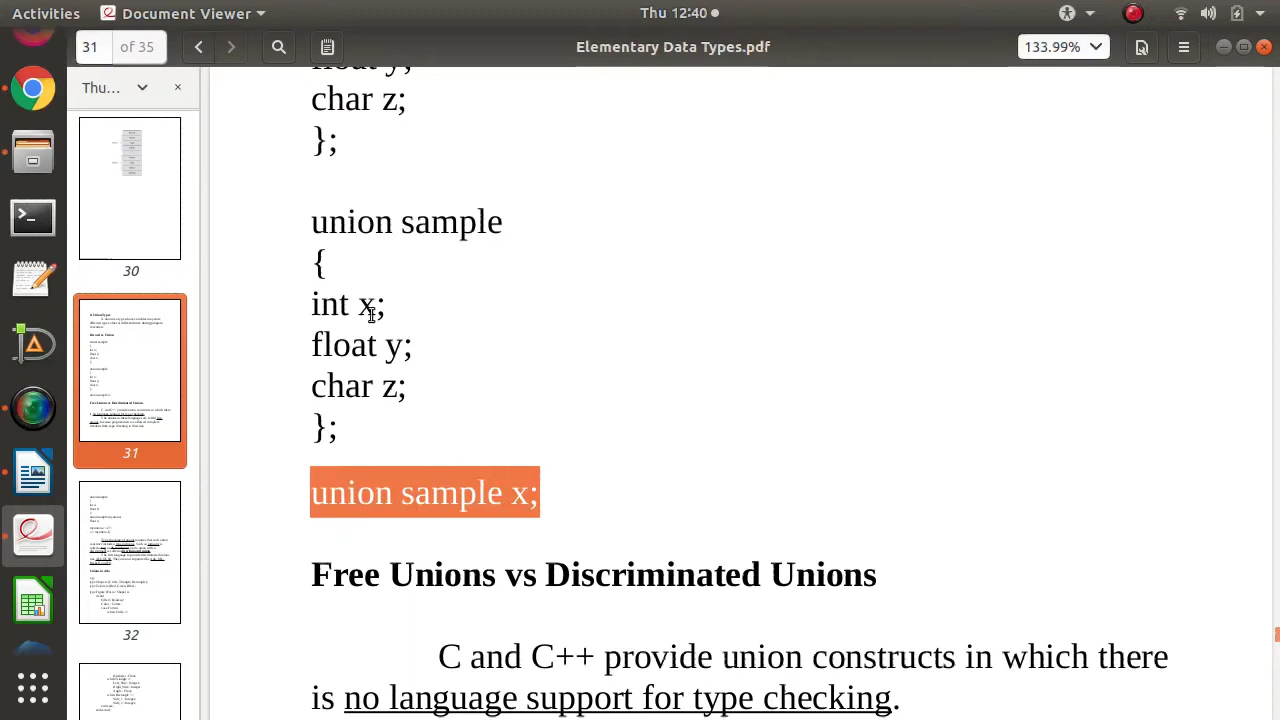 Activities
Document Viewer
Thu 12:40
31
of 35
Elementary Data Types.pdf
133.99%
Thu...
30
31
32
float y;
char z;
};
union sample
{
int x;
float y;
char z;
};
union sample x;
Free Unions vs Discriminated Unions
C and C++ provide union constructs in which there
is no language support for type checking.